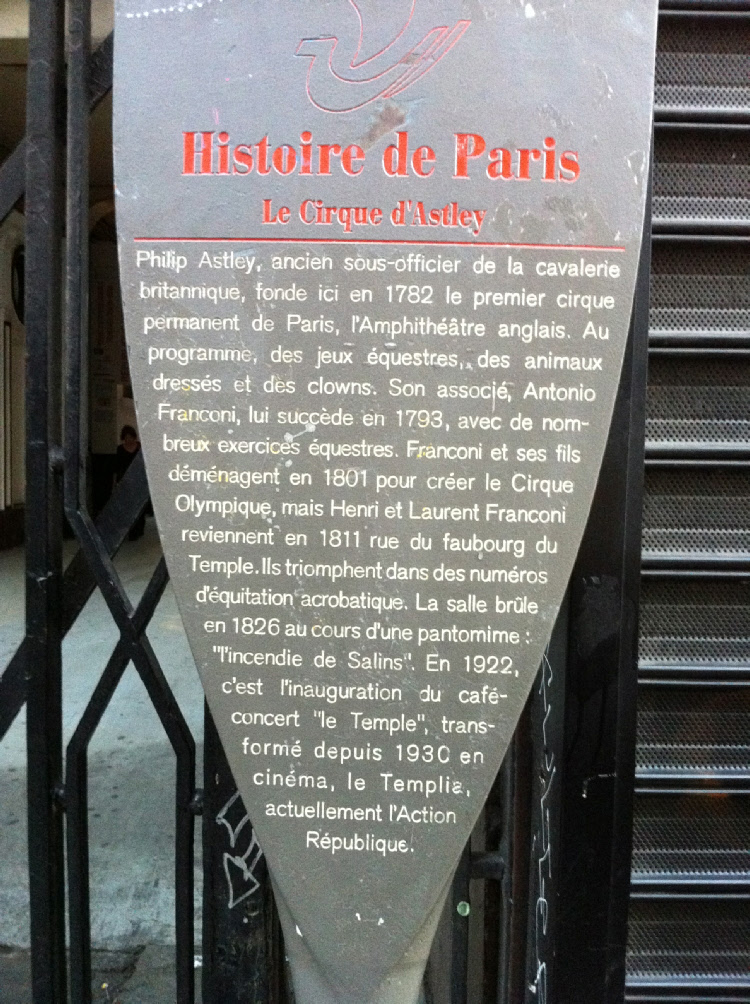 Histoire de Paris
Le Cirque d'Astley
Philip Astley, ancien sous-officier de la cavalerie
britannique, fonde ici en 1782 le premier cirque
permanent de Paris, l'Amphithéâtre anglais. Au
programme, des jeux équestres, des animaux
dressés et des clowns. Son associé, Antonio
Franconi, lui succède en 1793, avec de nom-
breux exercices équestres. Franconi et ses fils
déménagent en 1801 pour créer le Cirque
Olympique, mais Henri et Laurent Franconi
reviennent en 1811 rue du faubourg du
Temple. Ils triomphent dans des numéros
d'équitation acrobatique. La salle brûle
en 1826 au cours d'une pantomime :
"l'incendie de Salins". En 1922,
c'est l'inauguration du café-
concert "le Temple", trans-
formé depuis 1930 en
cinéma, le Templia,
actuellement l'Action
République.